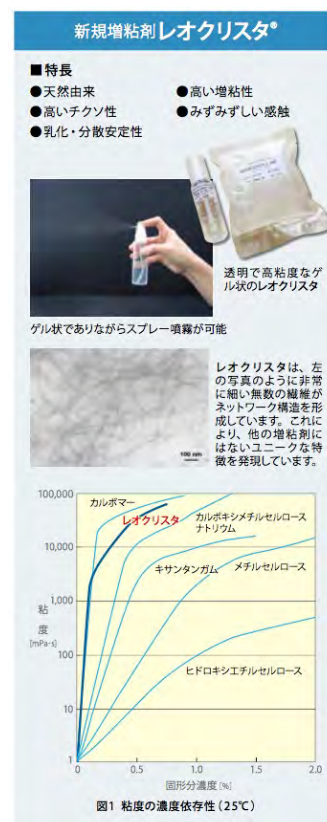 新規増粘剤レオクリスタ®
■特長
●天然由来 ●高い増粘性
●高いチクソ性 ●みずみずしい感触
●乳化・分散安定性
透明で高粘度なゲ
ル状のレオクリスタ
ゲル状でありながらスプレー噴霧が可能
レオクリスタは、左
の写真のように非常
に細い無数の繊維が
ネットワーク構造を形
成しています。これに
より、他の増粘剤に
はないユニークな特
徴を発現しています。
100 nm
100,000
10,000
1,000
100
10
1
粘度
[mPa·s]
カルボマー
レオクリスタ
カルボキシメチルセルロース
ナトリウム
キサンタンガム
メチルセルロース
ヒドロキシエチルセルロース
0 0.5 1.0 1.5 2.0
固形分濃度[%]
図1 粘度の濃度依存性(25℃)